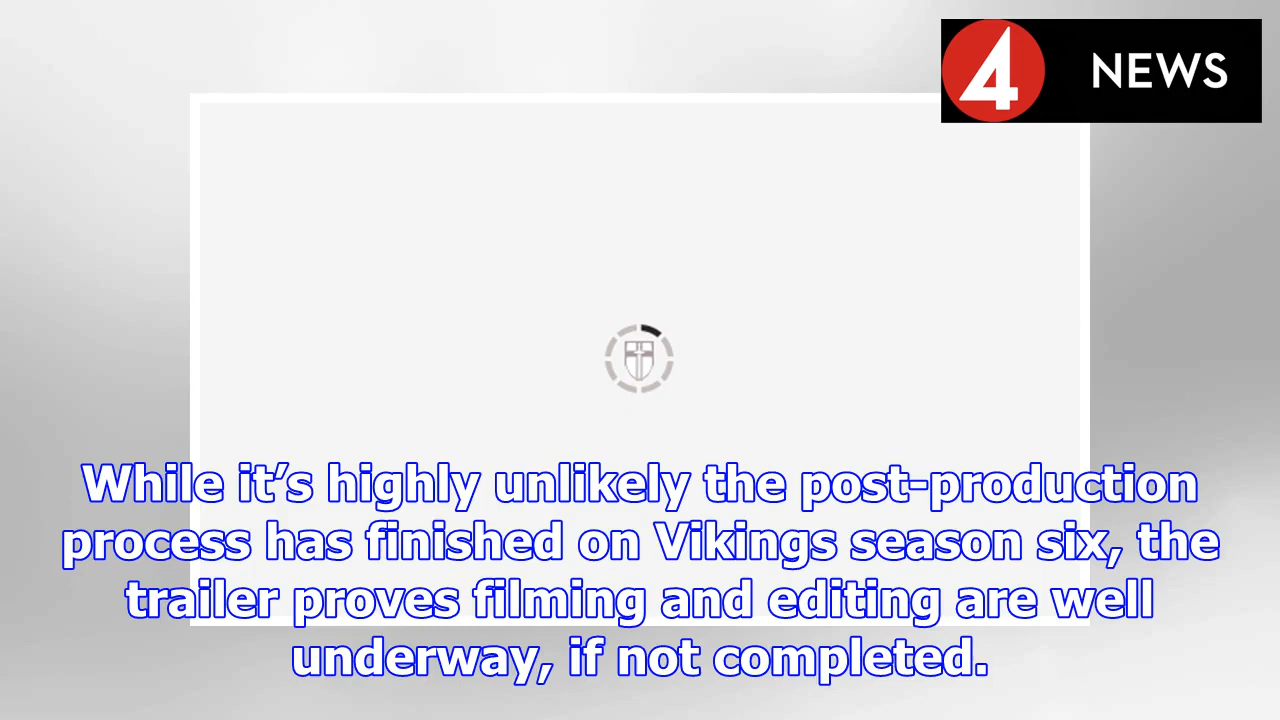 4 NEWS
While it’s highly unlikely the post-production
process has finished on Vikings season six, the
trailer proves filming and editing are well
underway, if not completed.